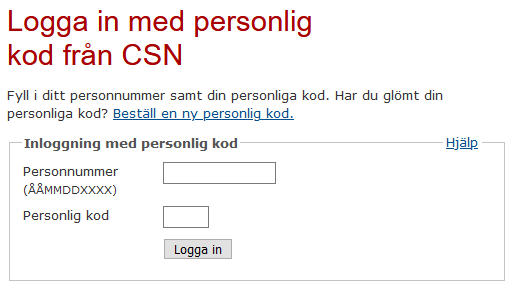 Logga in med personlig
kod från CSN
Fyll i ditt personnummer samt din personliga kod. Har du glömt din
personliga kod? Beställ en ny personlig kod.
Inloggning med personlig kod
Hjälp
Personnummer
(ÅÅMMDDXXXX)
Personlig kod
Logga in